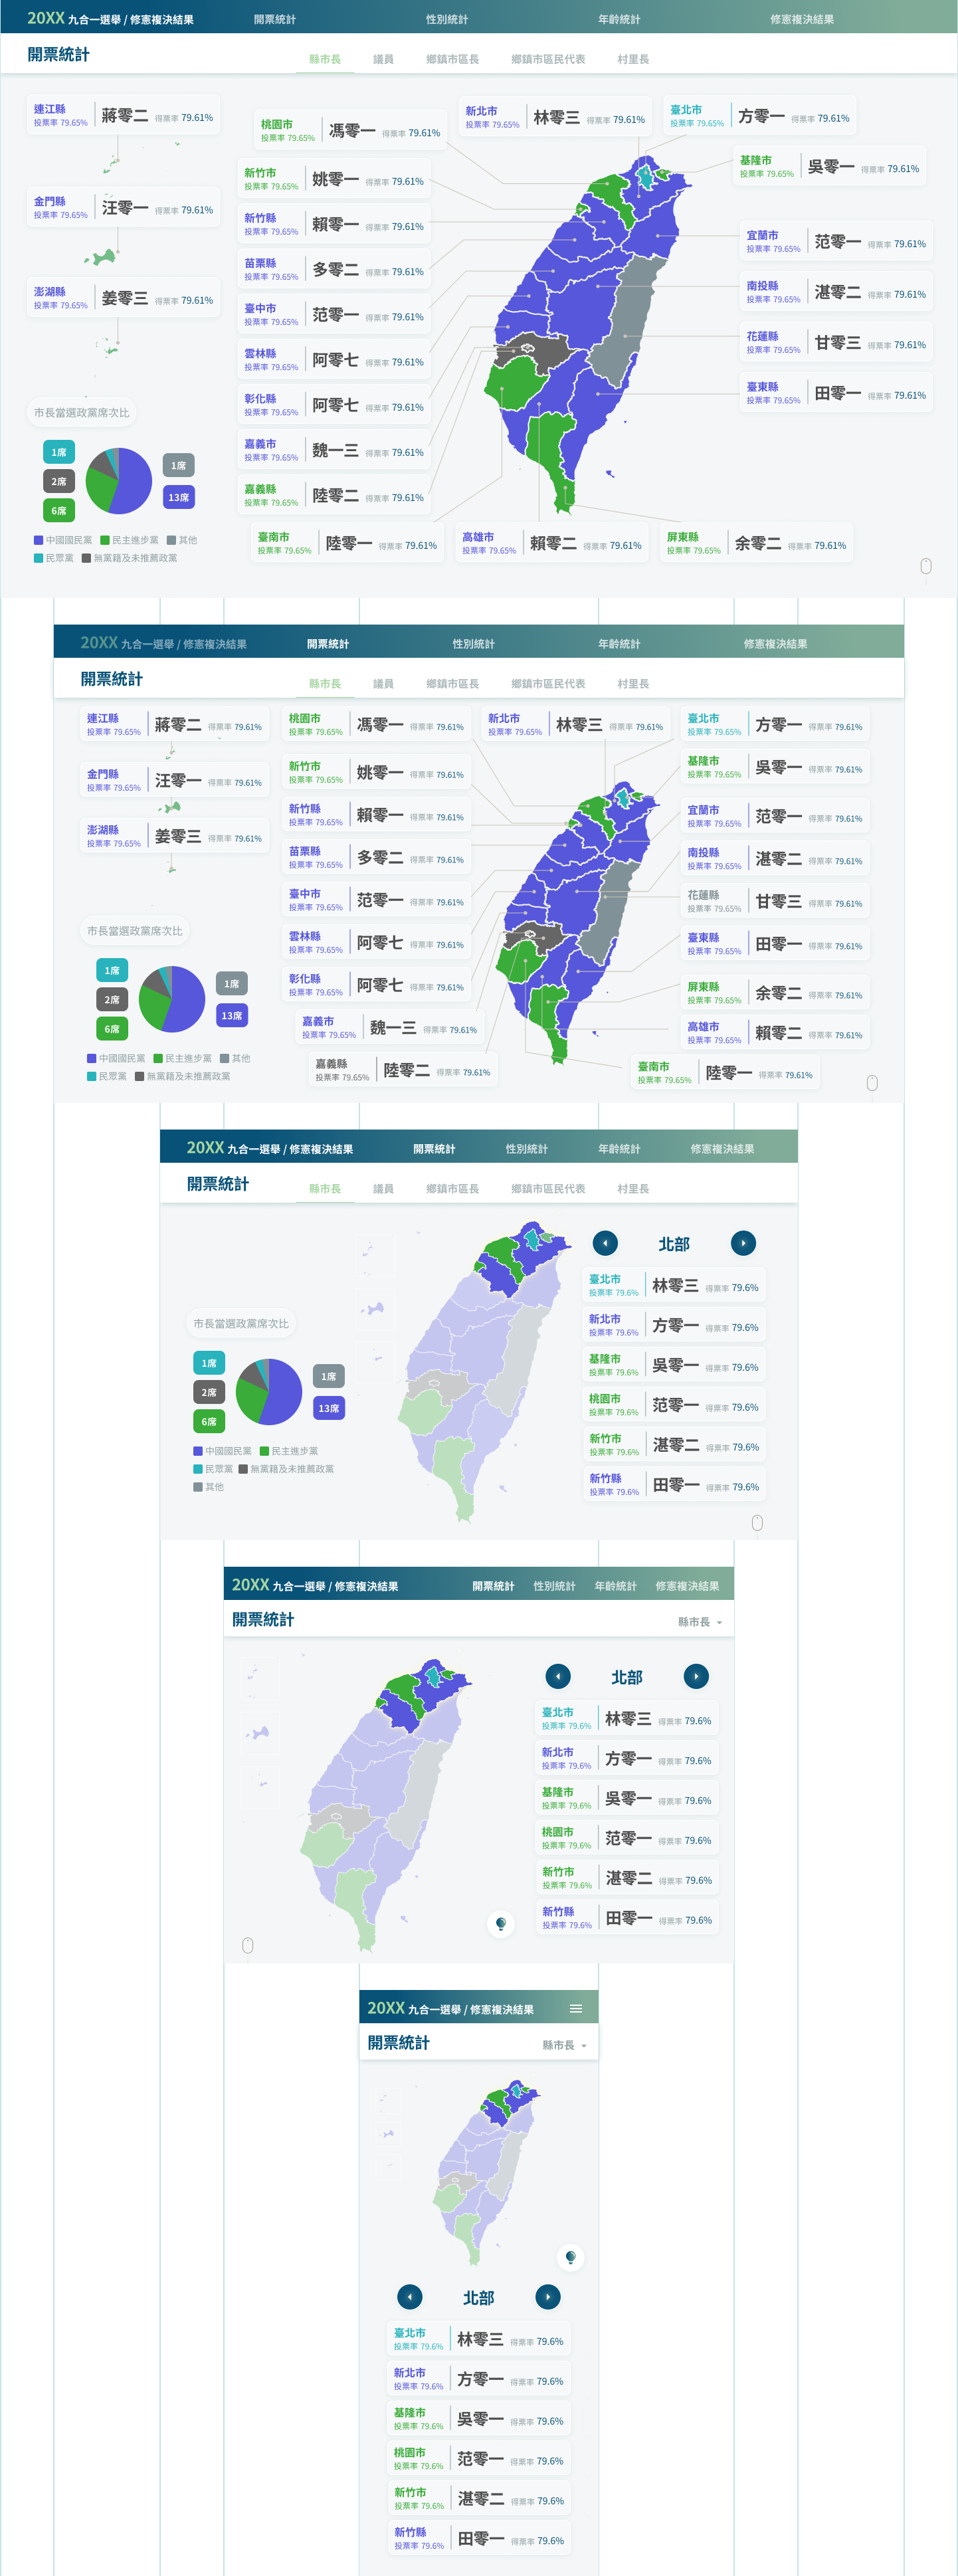 20XX 九合一選舉 / 修憲複決結果 開票統計 性別統計 年齡統計 修憲複決結果
開票統計 縣市長 議員 鄉鎮市區長 鄉鎮市區民代表 村里長
連江縣 投票率 79.65% 蔣零二 得票率 79.61%
金門縣 投票率 79.65% 汪零一 得票率 79.61%
澎湖縣 投票率 79.65% 姜零三 得票率 79.61%
桃園市 投票率 79.65% 馮零一 得票率 79.61%
新北市 投票率 79.65% 林零三 得票率 79.61%
臺北市 投票率 79.65% 方零一 得票率 79.61%
基隆市 投票率 79.65% 吳零一 得票率 79.61%
新竹市 投票率 79.65% 姚零一 得票率 79.61%
新竹縣 投票率 79.65% 賴零一 得票率 79.61%
苗栗縣 投票率 79.65% 多零二 得票率 79.61%
臺中市 投票率 79.65% 范零一 得票率 79.61%
雲林縣 投票率 79.65% 阿零七 得票率 79.61%
彰化縣 投票率 79.65% 阿零七 得票率 79.61%
嘉義市 投票率 79.65% 魏一三 得票率 79.61%
嘉義縣 投票率 79.65% 陸零二 得票率 79.61%
宜蘭市 投票率 79.65% 范零一 得票率 79.61%
南投縣 投票率 79.65% 湛零二 得票率 79.61%
花蓮縣 投票率 79.65% 甘零三 得票率 79.61%
臺東縣 投票率 79.65% 田零一 得票率 79.61%
臺南市 投票率 79.65% 陸零一 得票率 79.61%
高雄市 投票率 79.65% 賴零二 得票率 79.61%
屏東縣 投票率 79.65% 余零二 得票率 79.61%
市長當選政黨席次比
1席 2席 6席 1席 13席
中國國民黨 民主進步黨 其他
民眾黨 無黨籍及未推薦政黨
20XX 九合一選舉 / 修憲複決結果 開票統計 性別統計 年齡統計 修憲複決結果
開票統計 縣市長 議員 鄉鎮市區長 鄉鎮市區民代表 村里長
連江縣 投票率 79.65% 蔣零二 得票率 79.61%
金門縣 投票率 79.65% 汪零一 得票率 79.61%
澎湖縣 投票率 79.65% 姜零三 得票率 79.61%
桃園市 投票率 79.65% 馮零一 得票率 79.61%
新北市 投票率 79.65% 林零三 得票率 79.61%
臺北市 投票率 79.65% 方零一 得票率 79.61%
新竹市 投票率 79.65% 姚零一 得票率 79.61%
基隆市 投票率 79.65% 吳零一 得票率 79.61%
新竹縣 投票率 79.65% 賴零一 得票率 79.61%
宜蘭市 投票率 79.65% 范零一 得票率 79.61%
苗栗縣 投票率 79.65% 多零二 得票率 79.61%
南投縣 投票率 79.65% 湛零二 得票率 79.61%
臺中市 投票率 79.65% 范零一 得票率 79.61%
花蓮縣 投票率 79.65% 甘零三 得票率 79.61%
雲林縣 投票率 79.65% 阿零七 得票率 79.61%
臺東縣 投票率 79.65% 田零一 得票率 79.61%
彰化縣 投票率 79.65% 阿零七 得票率 79.61%
屏東縣 投票率 79.65% 余零二 得票率 79.61%
嘉義市 投票率 79.65% 魏一三 得票率 79.61%
高雄市 投票率 79.65% 賴零二 得票率 79.61%
嘉義縣 投票率 79.65% 陸零二 得票率 79.61%
臺南市 投票率 79.65% 陸零一 得票率 79.61%
市長當選政黨席次比
1席 2席 6席 1席 13席
中國國民黨 民主進步黨 其他
民眾黨 無黨籍及未推薦政黨
20XX 九合一選舉 / 修憲複決結果 開票統計 性別統計 年齡統計 修憲複決結果
開票統計 縣市長 議員 鄉鎮市區長 鄉鎮市區民代表 村里長
市長當選政黨席次比
1席 2席 6席 1席 13席
中國國民黨 民主進步黨
民眾黨 無黨籍及未推薦政黨
其他
北部
臺北市 投票率 79.6% 林零三 得票率 79.6%
新北市 投票率 79.6% 方零一 得票率 79.6%
基隆市 投票率 79.6% 吳零一 得票率 79.6%
桃園市 投票率 79.6% 范零一 得票率 79.6%
新竹市 投票率 79.6% 湛零二 得票率 79.6%
新竹縣 投票率 79.6% 田零一 得票率 79.6%
20XX 九合一選舉 / 修憲複決結果 開票統計 性別統計 年齡統計 修憲複決結果
開票統計 縣市長
北部
臺北市 投票率 79.6% 林零三 得票率 79.6%
新北市 投票率 79.6% 方零一 得票率 79.6%
基隆市 投票率 79.6% 吳零一 得票率 79.6%
桃園市 投票率 79.6% 范零一 得票率 79.6%
新竹市 投票率 79.6% 湛零二 得票率 79.6%
新竹縣 投票率 79.6% 田零一 得票率 79.6%
20XX 九合一選舉 / 修憲複決結果
開票統計 縣市長
北部
臺北市 投票率 79.6% 林零三 得票率 79.6%
新北市 投票率 79.6% 方零一 得票率 79.6%
基隆市 投票率 79.6% 吳零一 得票率 79.6%
桃園市 投票率 79.6% 范零一 得票率 79.6%
新竹市 投票率 79.6% 湛零二 得票率 79.6%
新竹縣 投票率 79.6% 田零一 得票率 79.6%